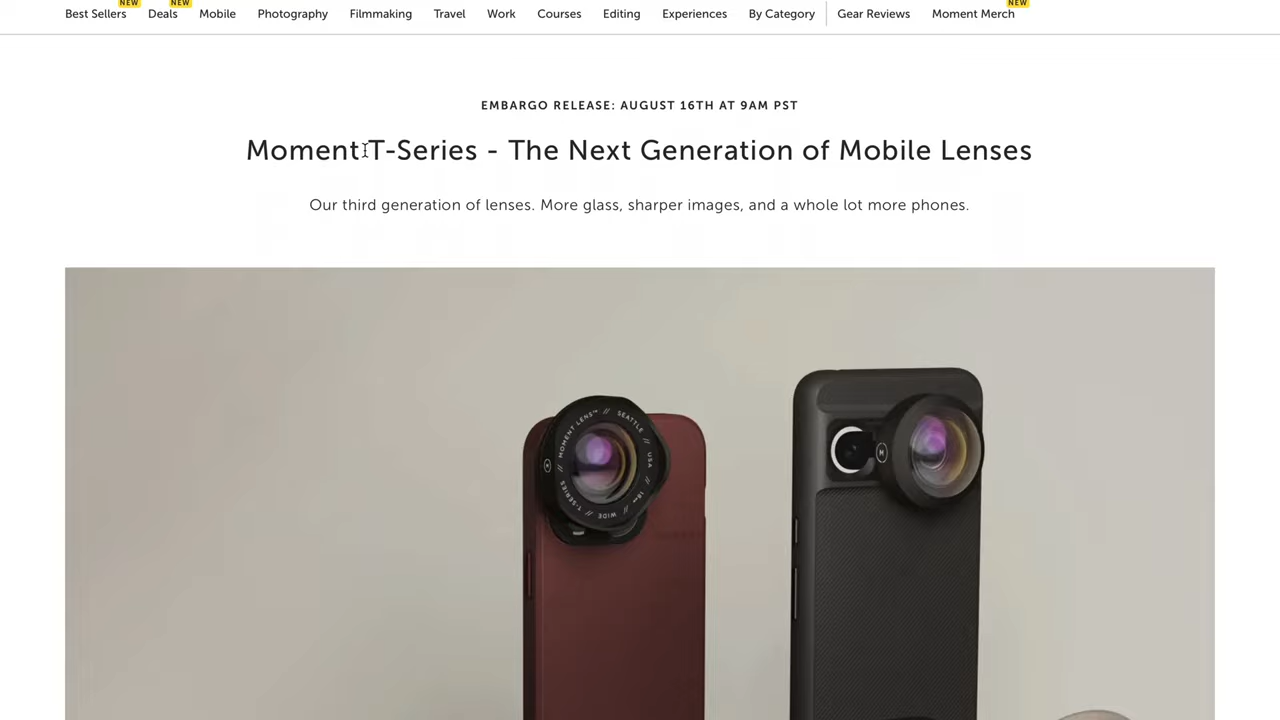 NEW NEW NEW
Best Sellers Deals Mobile Photography Filmmaking Travel Work Courses Editing Experiences By Category Gear Reviews Moment Merch
EMBARGO RELEASE: AUGUST 16TH AT 9AM PST
Moment T-Series - The Next Generation of Mobile Lenses
Our third generation of lenses. More glass, sharper images, and a whole lot more phones.
MOMENT LENS™ // SEATTLE // USA // 18mm // WIDE // T-SERIES //
M